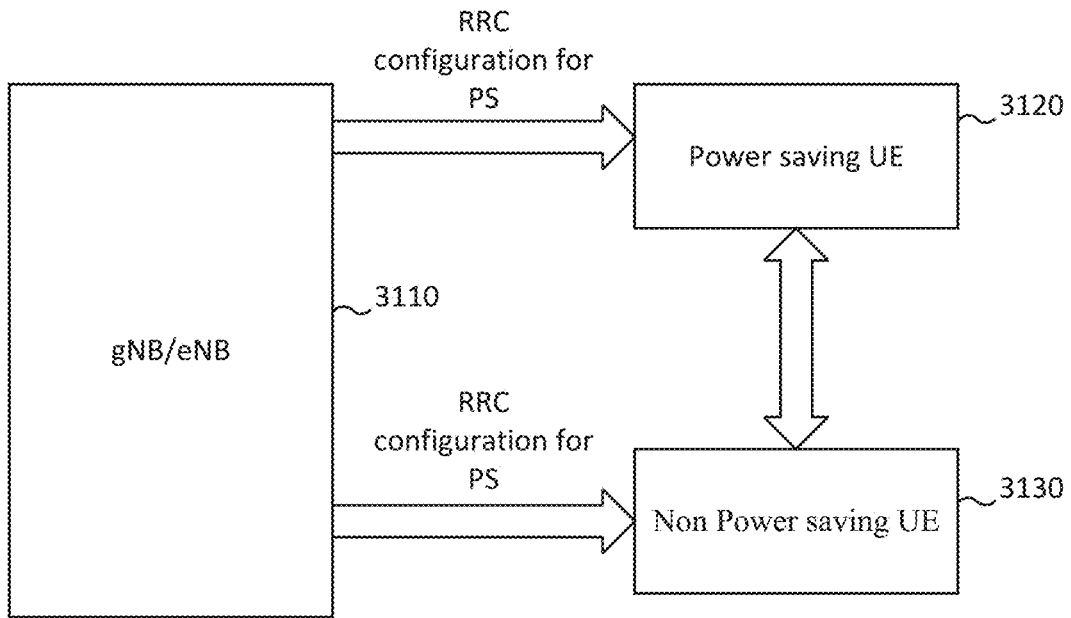 RRC
configuration for
PS
3120
Power saving UE
3110
gNB/eNB
RRC
configuration for
PS
3130
Non Power saving UE